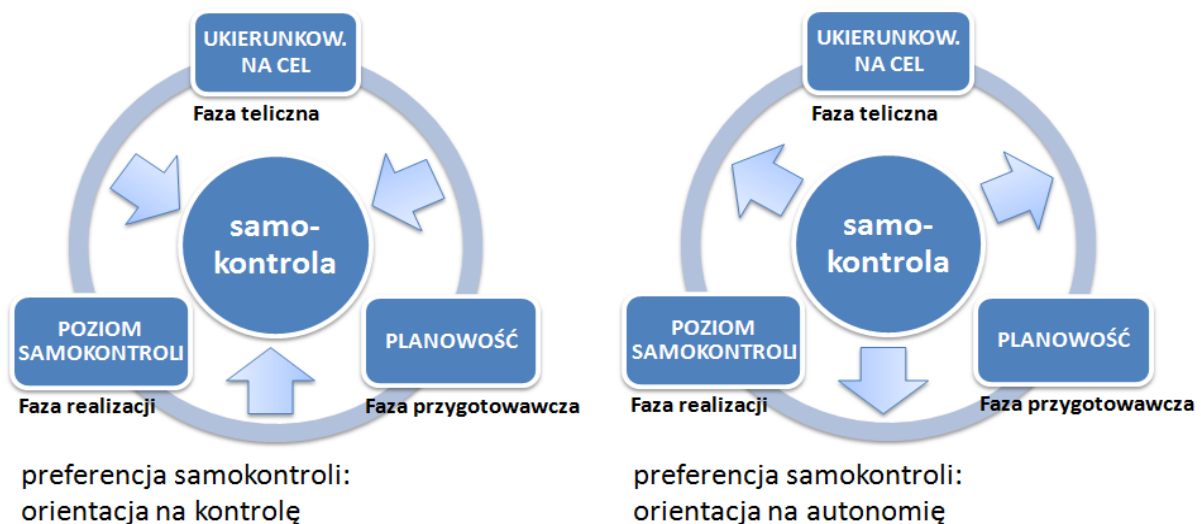 UKIERUNKOW.
NA CEL
Faza teliczna
samo-
kontrola
POZIOM
SAMOKONTROLI
Faza realizacji
PLANOWOŚĆ
Faza przygotowawcza
preferencja samokontroli:
orientacja na kontrolę
UKIERUNKOW.
NA CEL
Faza teliczna
samo-
kontrola
POZIOM
SAMOKONTROLI
Faza realizacji
PLANOWOŚĆ
Faza przygotowawcza
preferencja samokontroli:
orientacja na autonomię